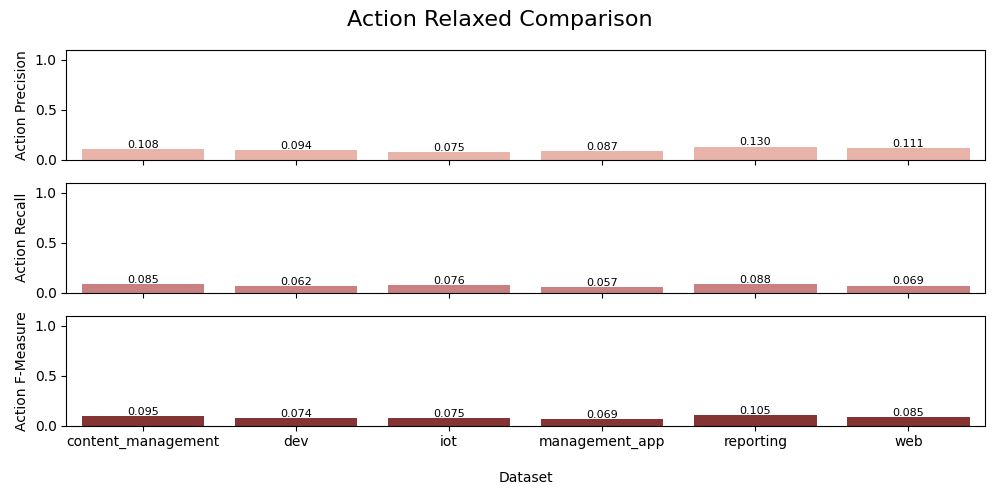 Action Relaxed Comparison
Action Precision
1.0
0.5
0.0
0.108 0.094 0.075 0.087 0.130 0.111
Action Recall
1.0
0.5
0.0
0.085 0.062 0.076 0.057 0.088 0.069
Action F-Measure
1.0
0.5
0.0
0.095 0.074 0.075 0.069 0.105 0.085
content_management dev iot management_app reporting web
Dataset